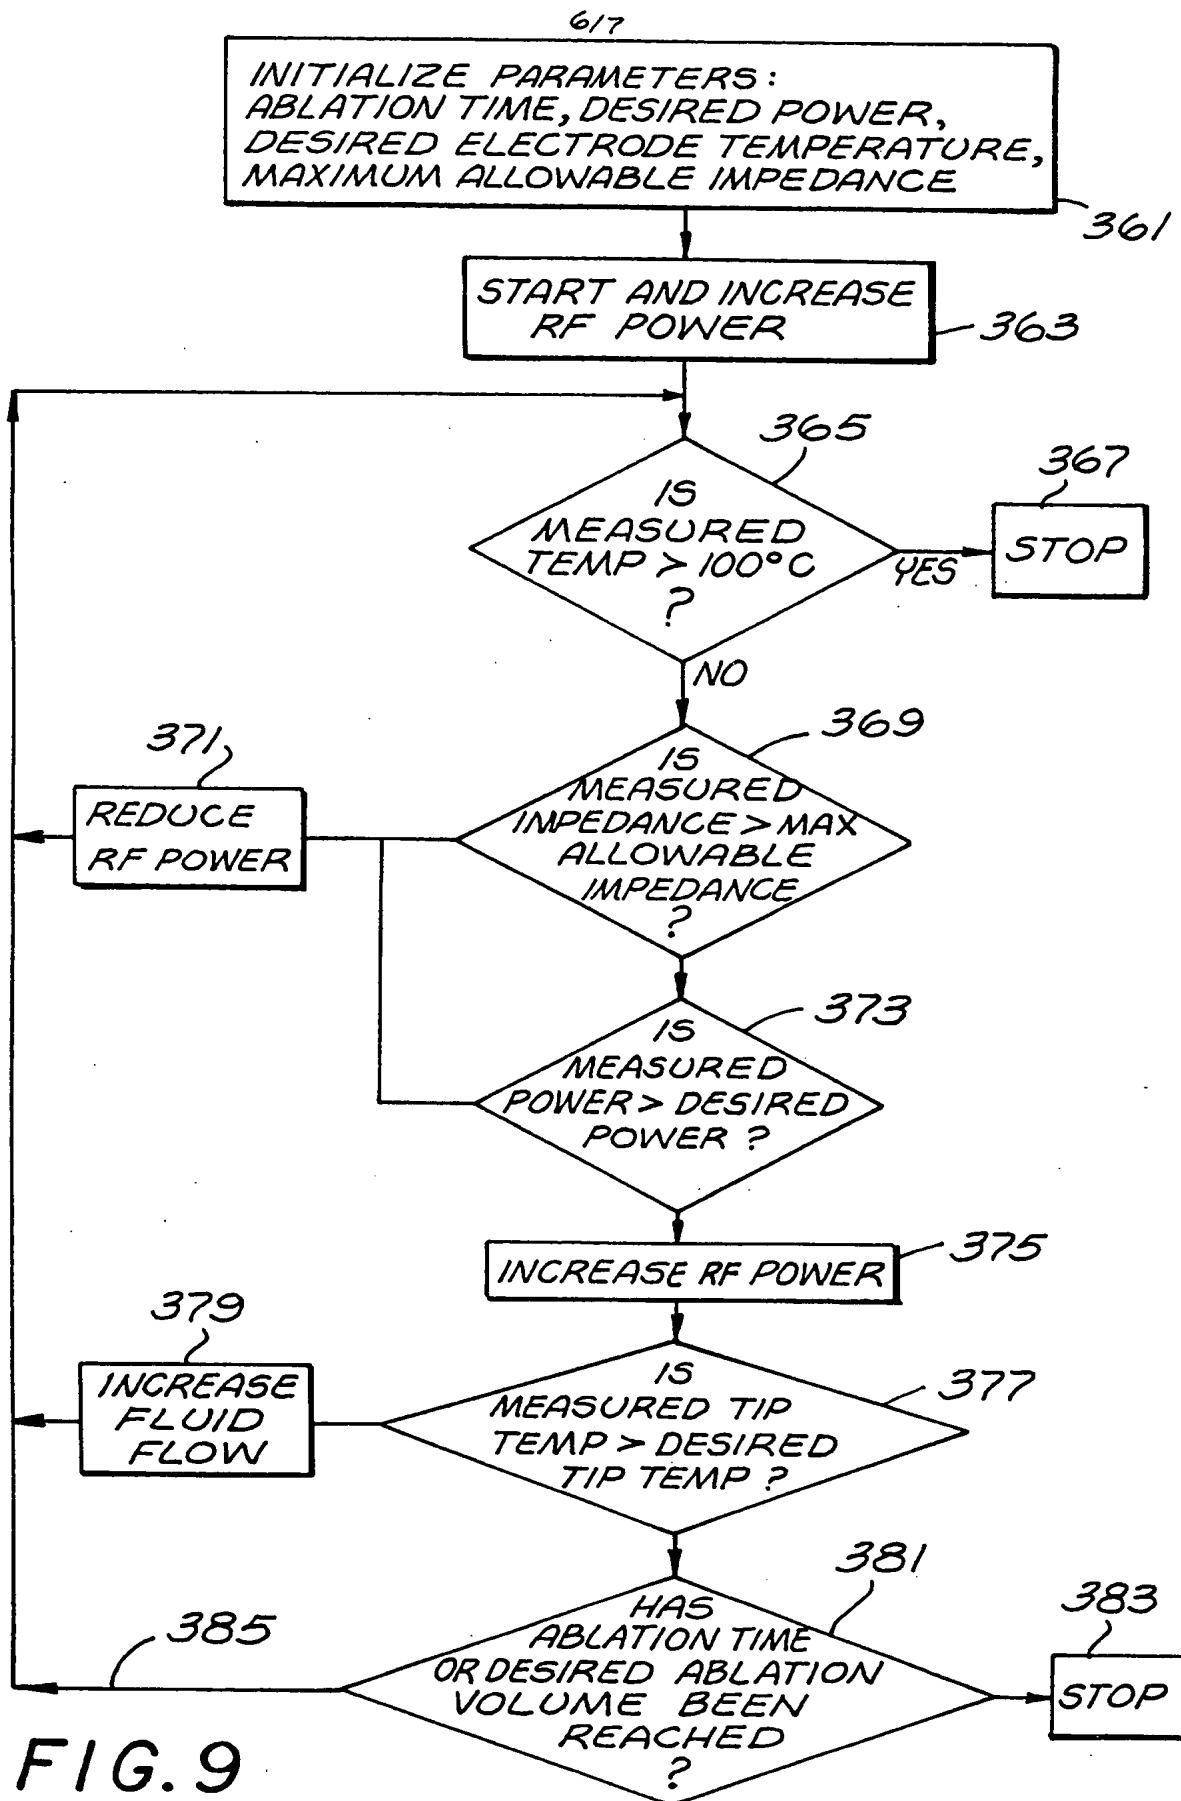 6/7
INITIALIZE PARAMETERS:
ABLATION TIME, DESIRED POWER,
DESIRED ELECTRODE TEMPERATURE,
MAXIMUM ALLOWABLE IMPEDANCE
361
START AND INCREASE
RF POWER
363
365
IS
MEASURED
TEMP > 100°C
?
YES
367
STOP
NO
369
IS
MEASURED
IMPEDANCE > MAX
ALLOWABLE
IMPEDANCE
?
371
REDUCE
RF POWER
373
IS
MEASURED
POWER > DESIRED
POWER ?
375
INCREASE RF POWER
377
IS
MEASURED TIP
TEMP > DESIRED
TIP TEMP ?
379
INCREASE
FLUID
FLOW
381
HAS
ABLATION TIME
OR DESIRED ABLATION
VOLUME BEEN
REACHED
?
383
STOP
385
FIG. 9